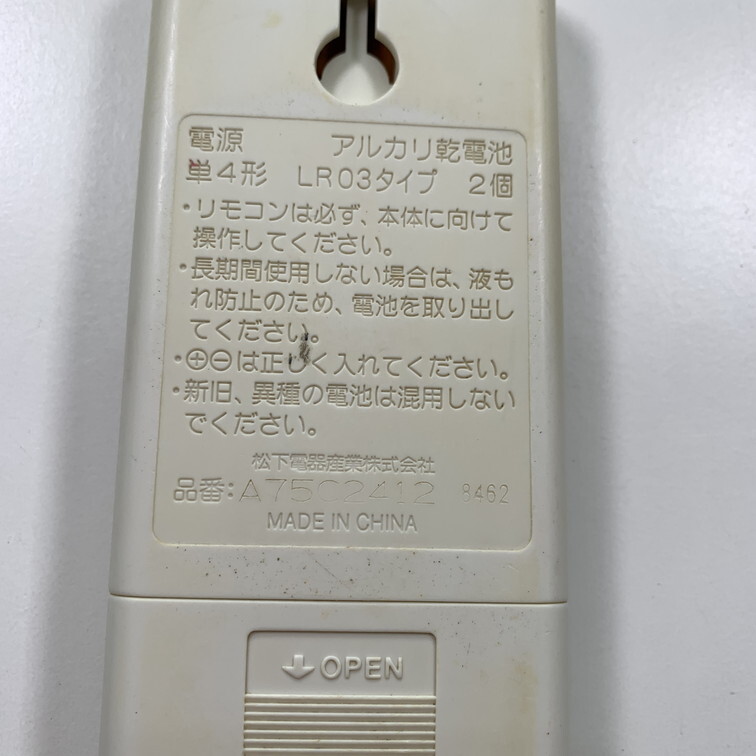 電源 アルカリ乾電池
単4形 LR03タイプ 2個
・リモコンは必ず、本体に向けて
操作してください。
・長期間使用しない場合は、液も
れ防止のため、電池を取り出し
てください。
・⊕⊖は正しく入れてください。
・新旧、異種の電池は混用しない
でください。
松下電器産業株式会社
品番:A75C2412 8462
MADE IN CHINA
⇩ OPEN